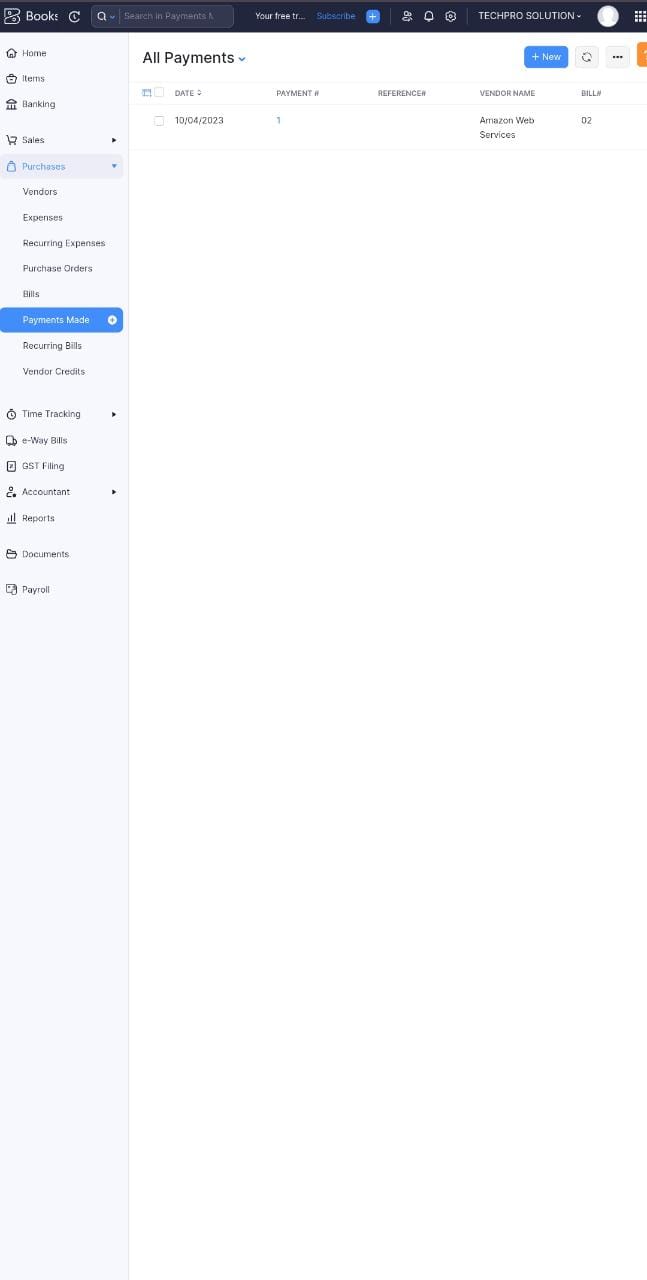 Books
Search in Payments M
Your free tr... Subscribe
TECHPRO SOLUTION
Home
Items
Banking
Sales
Purchases
Vendors
Expenses
Recurring Expenses
Purchase Orders
Bills
Payments Made
Recurring Bills
Vendor Credits
Time Tracking
e-Way Bills
GST Filing
Accountant
Reports
Documents
Payroll
All Payments
+ New
DATE PAYMENT # REFERENCE# VENDOR NAME BILL#
10/04/2023 1 Amazon Web 02
Services